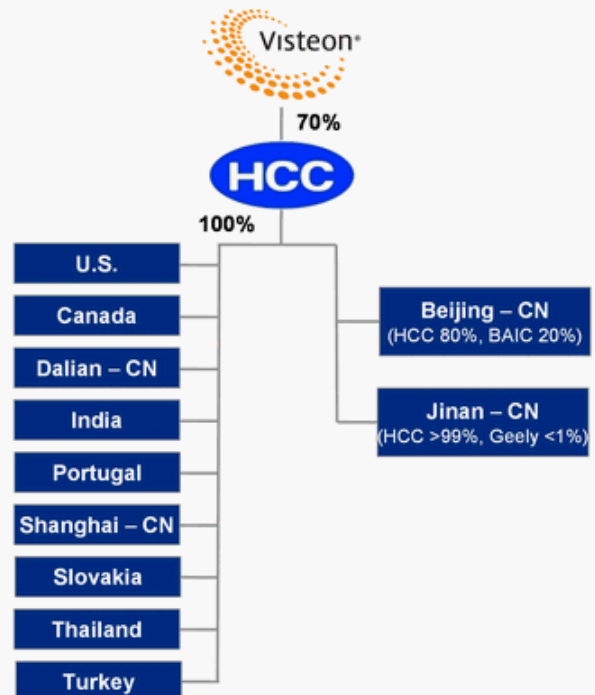 Visteon®
70%
HCC
100%
U.S.
Canada
Dalian – CN
India
Portugal
Shanghai – CN
Slovakia
Thailand
Turkey
Beijing – CN
(HCC 80%, BAIC 20%)
Jinan – CN
(HCC >99%, Geely <1%)